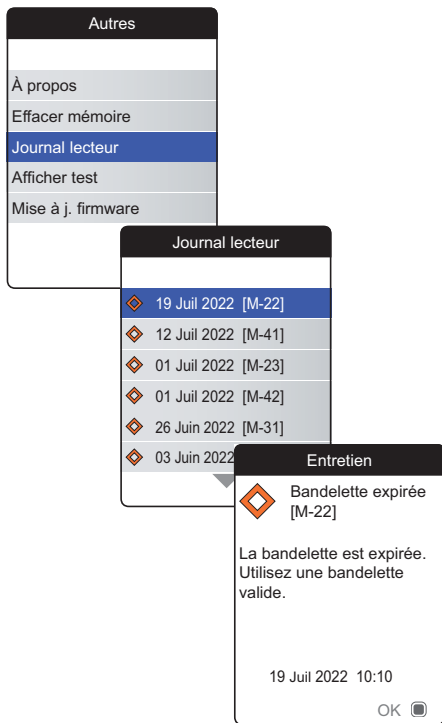 Autres
À propos
Effacer mémoire
Journal lecteur
Afficher test
Mise à j. firmware
Journal lecteur
19 Juil 2022 [M-22]
12 Juil 2022 [M-41]
01 Juil 2022 [M-23]
01 Juil 2022 [M-42]
26 Juin 2022 [M-31]
03 Juin 2022
Entretien
Bandelette expirée
[M-22]
La bandelette est expirée.
Utilisez une bandelette
valide.
19 Juil 2022 10:10
OK